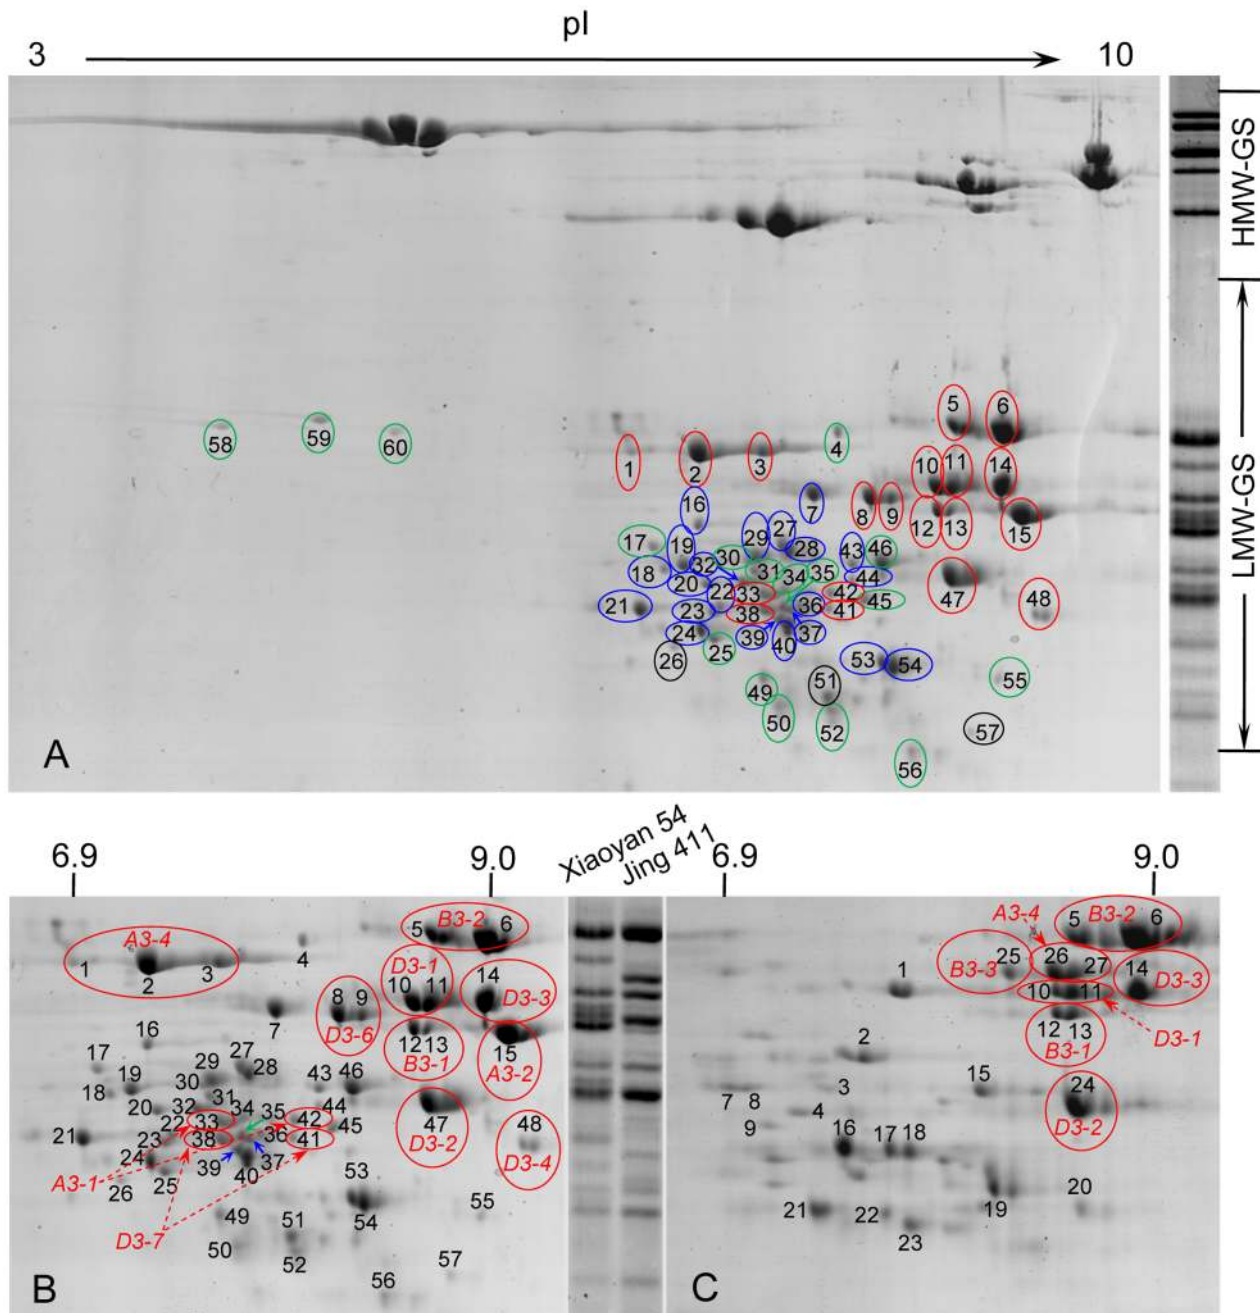 pI
3 10
HMW-GS
LMW-GS
5 6
4
58 59 60
1 2 3
10 11 14
16 7 8 9
12 13 15
17 19 29 27 28 43 46
30
18 32 31 34 35 44
20 33 42 47
22 36 45 48
21 23 38 41
24 39 40 37
25
26 53 54
49 51 55
50 52 57
56
A
Xiaoyan 54
Jing 411
6.9 9.0
5 B3-2 6
A3-4 4
1 2 3
D3-1 14
10 11 D3-3
8 9
7 D3-6
12 13 15
B3-1 A3-2
16
17 27
29 28
18 19 30 43 46
32 31 44
20 34 35
22 33 42 45 47
21 23 38 36 41 D3-2 48
24 39 37 D3-4
A3-1 40
26 25 53
49 51 54 55
D3-7
50 52 57
56
B
6.9 9.0
A3-4 5 B3-2 6
25 26 27 14
B3-3 1 10 11 D3-3
12 13 D3-1
B3-1
2
3 15 24
7 8 4
9 16 17 18 D3-2
21 22 19 20
23
C